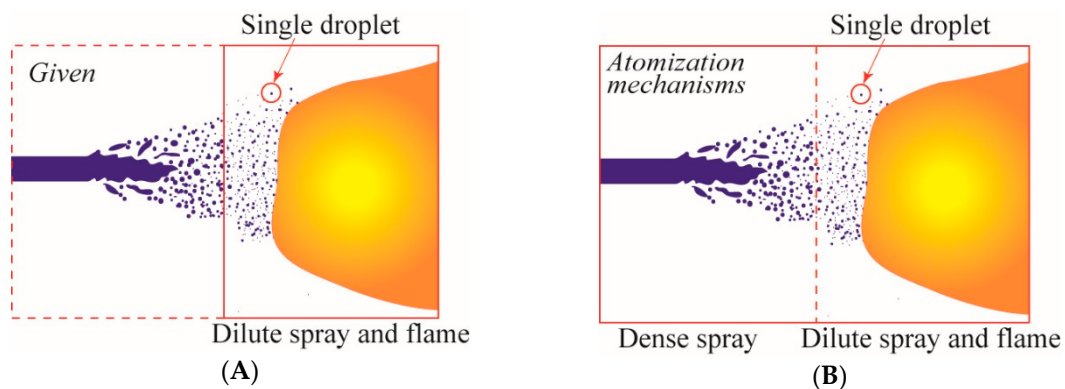 Single droplet
Given
Dilute spray and flame
(A)
Single droplet
Atomization
mechanisms
Dense spray
Dilute spray and flame
(B)